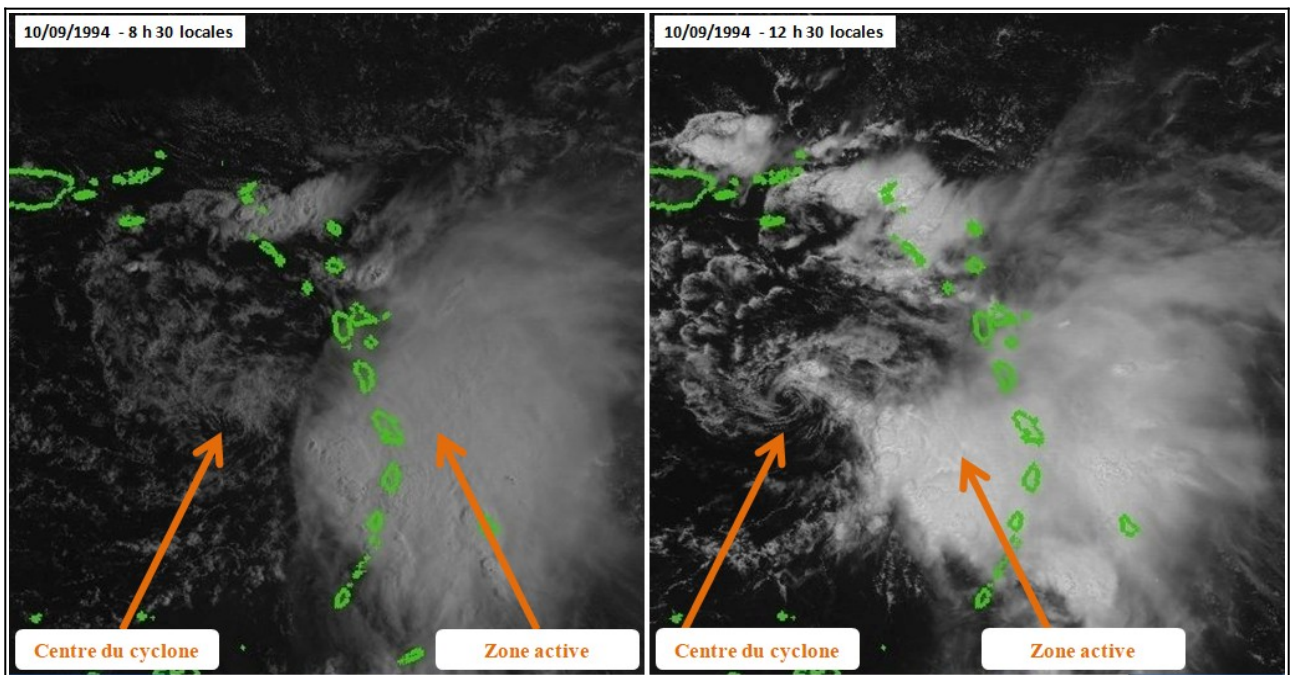 10/09/1994 - 8 h 30 locales
10/09/1994 - 12 h 30 locales
Centre du cyclone
Zone active
Centre du cyclone
Zone active